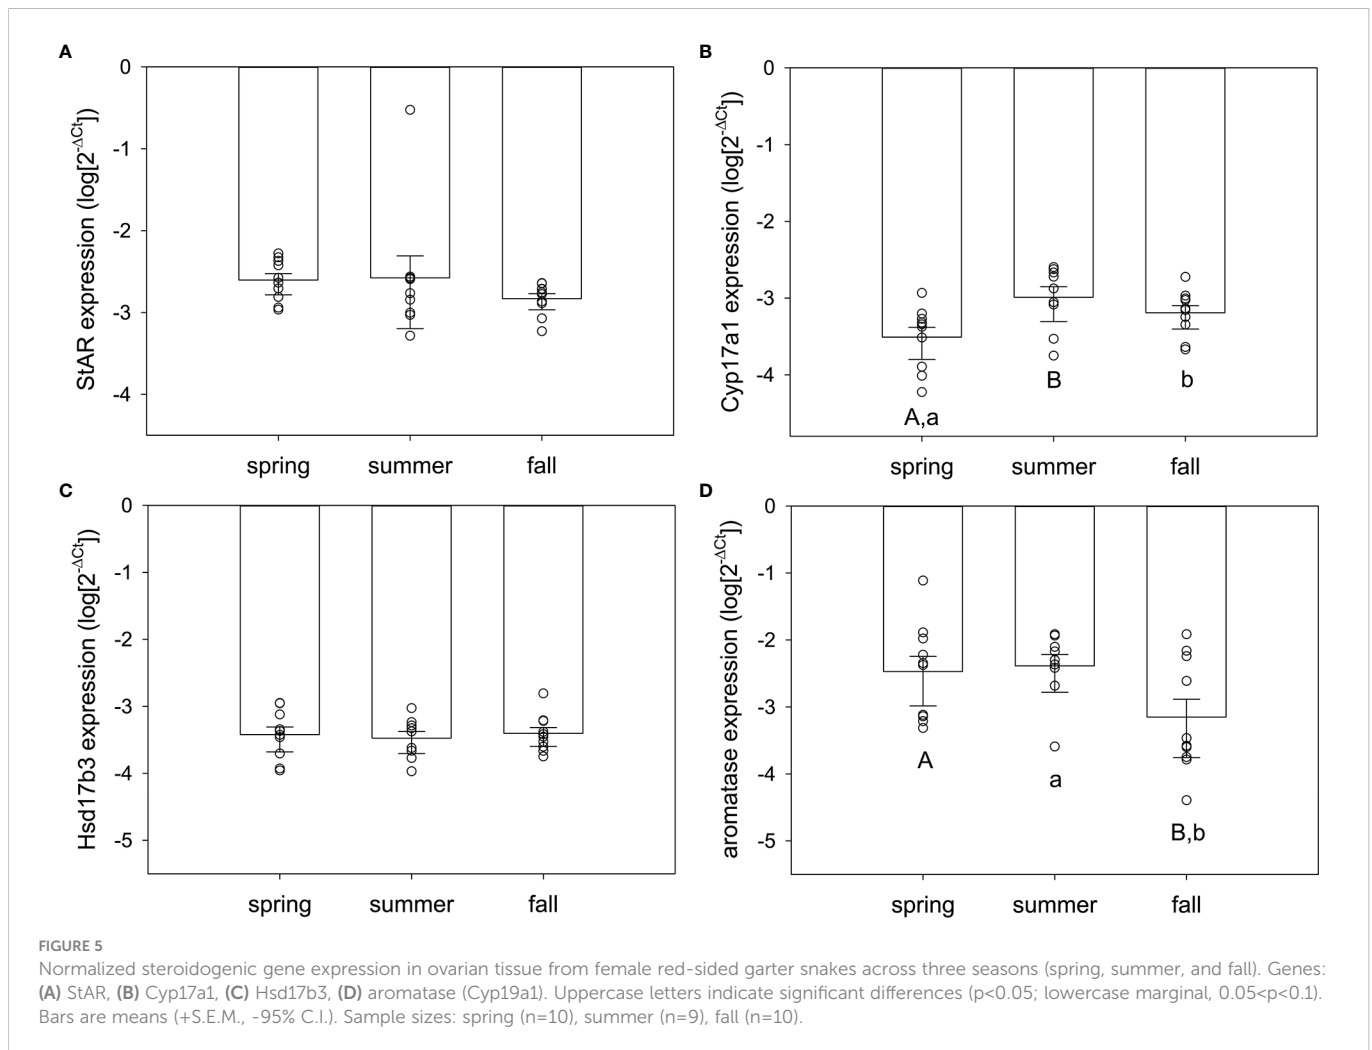 A
0
-1
-2
-3
-4
StAR expression (log[2^-ΔCt])
spring summer fall
B
0
-1
-2
-3
-4
Cyp17a1 expression (log[2^-ΔCt])
A,a
B
b
spring summer fall
C
0
-1
-2
-3
-4
-5
Hsd17b3 expression (log[2^-ΔCt])
spring summer fall
D
0
-1
-2
-3
-4
-5
aromatase expression (log[2^-ΔCt])
A
a
B,b
spring summer fall
FIGURE 5
Normalized steroidogenic gene expression in ovarian tissue from female red-sided garter snakes across three seasons (spring, summer, and fall). Genes:
(A) StAR, (B) Cyp17a1, (C) Hsd17b3, (D) aromatase (Cyp19a1). Uppercase letters indicate significant differences (p<0.05; lowercase marginal, 0.05<p<0.1).
Bars are means (+S.E.M., -95% C.I.). Sample sizes: spring (n=10), summer (n=9), fall (n=10).